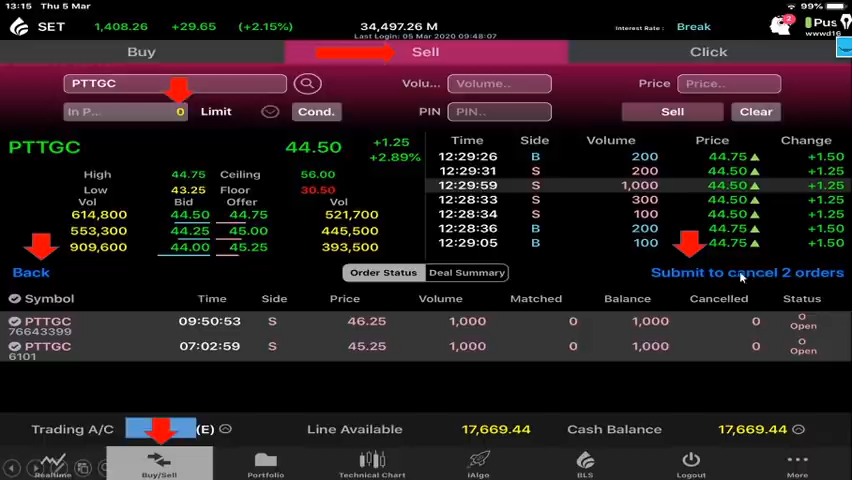 13:15 Thu 5 Mar 99%
SET 1,408.26 +29.65 (+2.15%) 34,497.26 M Interest Rate : Break 2 Pus
Last Login : 05 Mar 2020 09:48:07 wwwd16
Buy Sell Click
PTTGC Volu... Volume.. Price Price..
In P... 0 Limit Cond. PIN PIN.. Sell Clear
PTTGC 44.50 +1.25
+2.89%
High 44.75 Ceiling 56.00
Low 43.25 Floor 30.50
Vol Bid Offer Vol
614,800 44.50 44.75 521,700
553,300 44.25 45.00 445,500
909,600 44.00 45.25 393,500
Time Side Volume Price Change
12:29:26 B 200 44.75 +1.50
12:29:31 S 200 44.50 +1.25
12:29:59 S 1,000 44.50 +1.25
12:28:33 S 300 44.50 +1.25
12:28:34 S 100 44.50 +1.25
12:28:36 B 200 44.75 +1.50
12:29:05 B 100 44.75 +1.50
Back Order Status Deal Summary Submit to cancel 2 orders
Symbol Time Side Price Volume Matched Balance Cancelled Status
PTTGC 09:50:53 S 46.25 1,000 0 1,000 0 O
76643399 Open
PTTGC 07:02:59 S 45.25 1,000 0 1,000 0 O
6101 Open
Trading A/C (E) Line Available 17,669.44 Cash Balance 17,669.44
Realtime Buy/Sell Portfolio Technical Chart iAlgo BLS Logout More